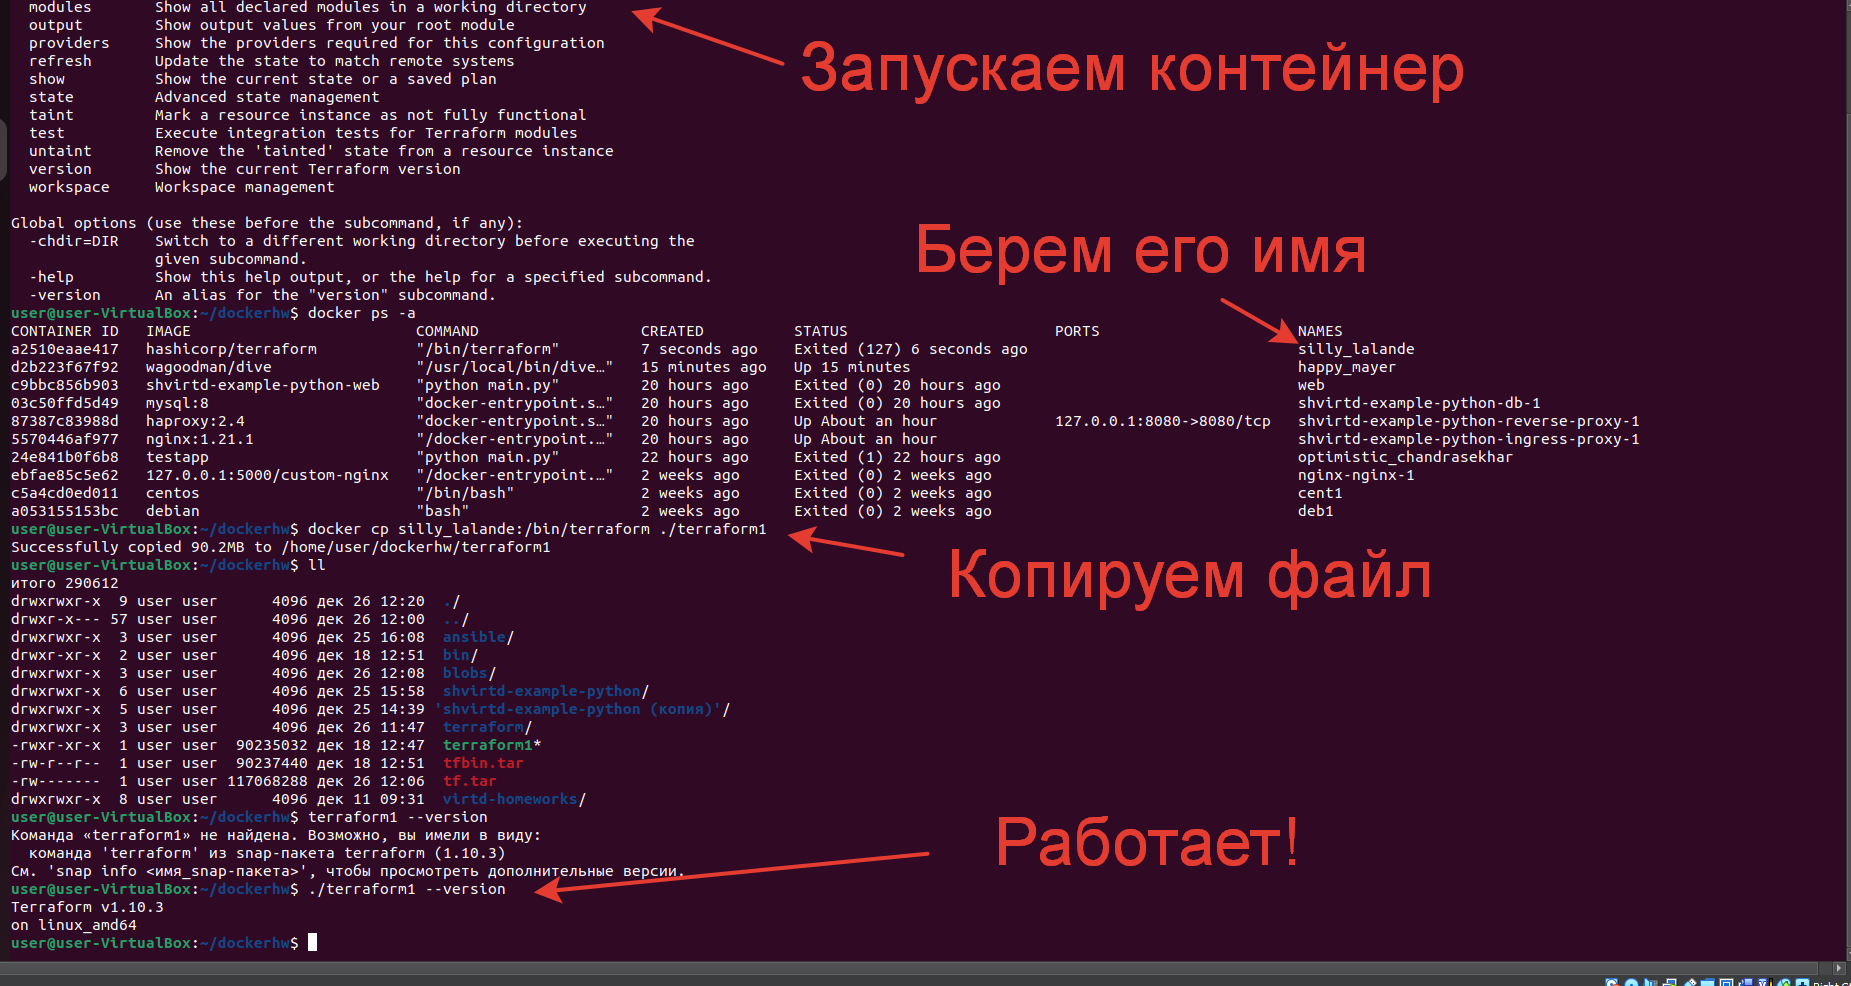 modules       Show all declared modules in a working directory
output        Show output values from your root module
providers     Show the providers required for this configuration
refresh       Update the state to match remote systems
show          Show the current state or a saved plan
state         Advanced state management
taint         Mark a resource instance as not fully functional
test          Execute integration tests for Terraform modules
untaint       Remove the 'tainted' state from a resource instance
version       Show the current Terraform version
workspace     Workspace management
Запускаем контейнер
Global options (use these before the subcommand, if any):
-chdir=DIR    Switch to a different working directory before executing the
given subcommand.
-help         Show this help output, or the help for a specified subcommand.
-version      An alias for the "version" subcommand.
Берем его имя
user@user-VirtualBox:~/dockerhw$ docker ps -a
CONTAINER ID   IMAGE                         COMMAND                  CREATED          STATUS                       PORTS                      NAMES
a2510eaae417   hashicorp/terraform           "/bin/terraform"         7 seconds ago    Exited (127) 6 seconds ago                              silly_lalande
d2b223f67f92   wagoodman/dive                "/usr/local/bin/dive…"   15 minutes ago   Up 15 minutes                                           happy_mayer
c9bbc856b903   shvirtd-example-python-web    "python main.py"         20 hours ago     Exited (0) 20 hours ago                                 web
03c50ffd5d49   mysql:8                       "docker-entrypoint.s…"   20 hours ago     Exited (0) 20 hours ago                                 shvirtd-example-python-db-1
87387c83988d   haproxy:2.4                   "docker-entrypoint.s…"   20 hours ago     Up About an hour             127.0.0.1:8080->8080/tcp   shvirtd-example-python-reverse-proxy-1
5570446af977   nginx:1.21.1                  "/docker-entrypoint.…"   20 hours ago     Up About an hour                                        shvirtd-example-python-ingress-proxy-1
24e841b0f6b8   testapp                       "python main.py"         22 hours ago     Exited (1) 22 hours ago                                 optimistic_chandrasekhar
ebfae85c5e62   127.0.0.1:5000/custom-nginx   "/docker-entrypoint.…"   2 weeks ago      Exited (0) 2 weeks ago                                  nginx-nginx-1
c5a4cd0ed011   centos                        "/bin/bash"              2 weeks ago      Exited (0) 2 weeks ago                                  cent1
a053155153bc   debian                        "bash"                   2 weeks ago      Exited (0) 2 weeks ago                                  deb1
user@user-VirtualBox:~/dockerhw$ docker cp silly_lalande:/bin/terraform ./terraform1
Successfully copied 90.2MB to /home/user/dockerhw/terraform1
Копируем файл
user@user-VirtualBox:~/dockerhw$ ll
итого 290612
drwxrwxr-x  9 user user      4096 дек 26 12:20  ./
drwxr-x--- 57 user user      4096 дек 26 12:00  ../
drwxrwxr-x  3 user user      4096 дек 25 16:08  ansible/
drwxr-xr-x  2 user user      4096 дек 18 12:51  bin/
drwxrwxr-x  3 user user      4096 дек 26 12:08  blobs/
drwxrwxr-x  6 user user      4096 дек 25 15:58  shvirtd-example-python/
drwxrwxr-x  5 user user      4096 дек 25 14:39 'shvirtd-example-python (копия)'/
drwxrwxr-x  3 user user      4096 дек 26 11:47  terraform/
-rwxr-xr-x  1 user user  90235032 дек 18 12:47  terraform1*
-rw-r--r--  1 user user  90237440 дек 18 12:51  tfbin.tar
-rw-------  1 user user 117068288 дек 26 12:06  tf.tar
drwxrwxr-x  8 user user      4096 дек 11 09:31  virtd-homeworks/
user@user-VirtualBox:~/dockerhw$ terraform1 --version
Команда «terraform1» не найдена. Возможно, вы имели в виду:
команда 'terraform' из snap-пакета terraform (1.10.3)
См. 'snap info <имя_snap-пакета>', чтобы просмотреть дополнительные версии.
Работает!
user@user-VirtualBox:~/dockerhw$ ./terraform1 --version
Terraform v1.10.3
on linux_amd64
user@user-VirtualBox:~/dockerhw$